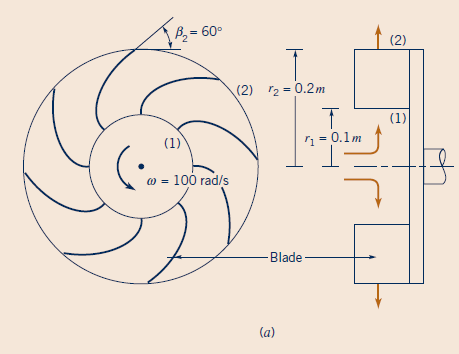 β₂ = 60°
(2)
(2) r₂ = 0.2 m
(1)
r₁ = 0.1 m
(1)
ω = 100 rad/s
Blade
(a)